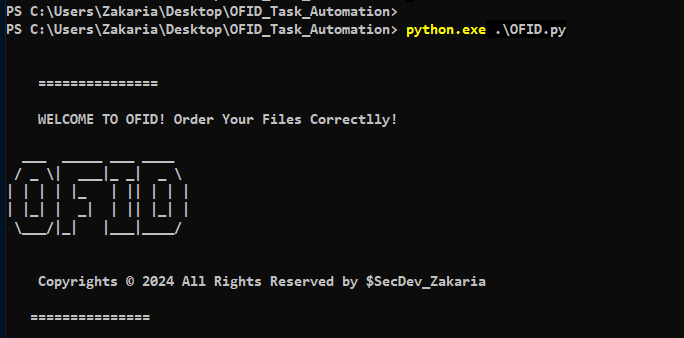 PS C:\Users\Zakaria\Desktop\OFID_Task_Automation>
PS C:\Users\Zakaria\Desktop\OFID_Task_Automation> python.exe .\OFID.py
===============
WELCOME TO OFID! Order Your Files Correctlly!
OFID
Copyrights © 2024 All Rights Reserved by $SecDev_Zakaria
===============